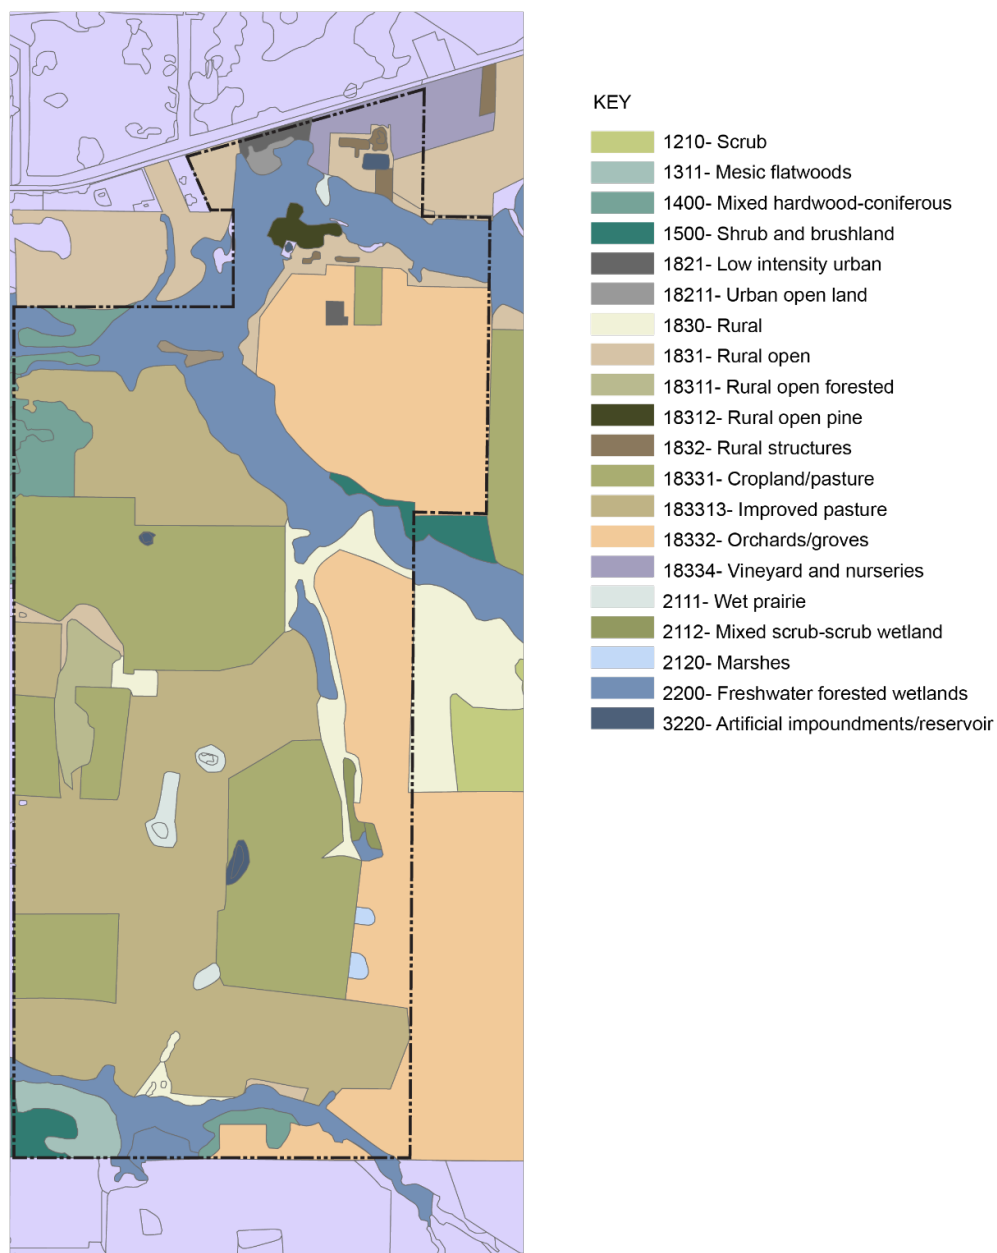 KEY
1210- Scrub
1311- Mesic flatwoods
1400- Mixed hardwood-coniferous
1500- Shrub and brushland
1821- Low intensity urban
18211- Urban open land
1830- Rural
1831- Rural open
18311- Rural open forested
18312- Rural open pine
1832- Rural structures
18331- Cropland/pasture
183313- Improved pasture
18332- Orchards/groves
18334- Vineyard and nurseries
2111- Wet prairie
2112- Mixed scrub-scrub wetland
2120- Marshes
2200- Freshwater forested wetlands
3220- Artificial impoundments/reservoir